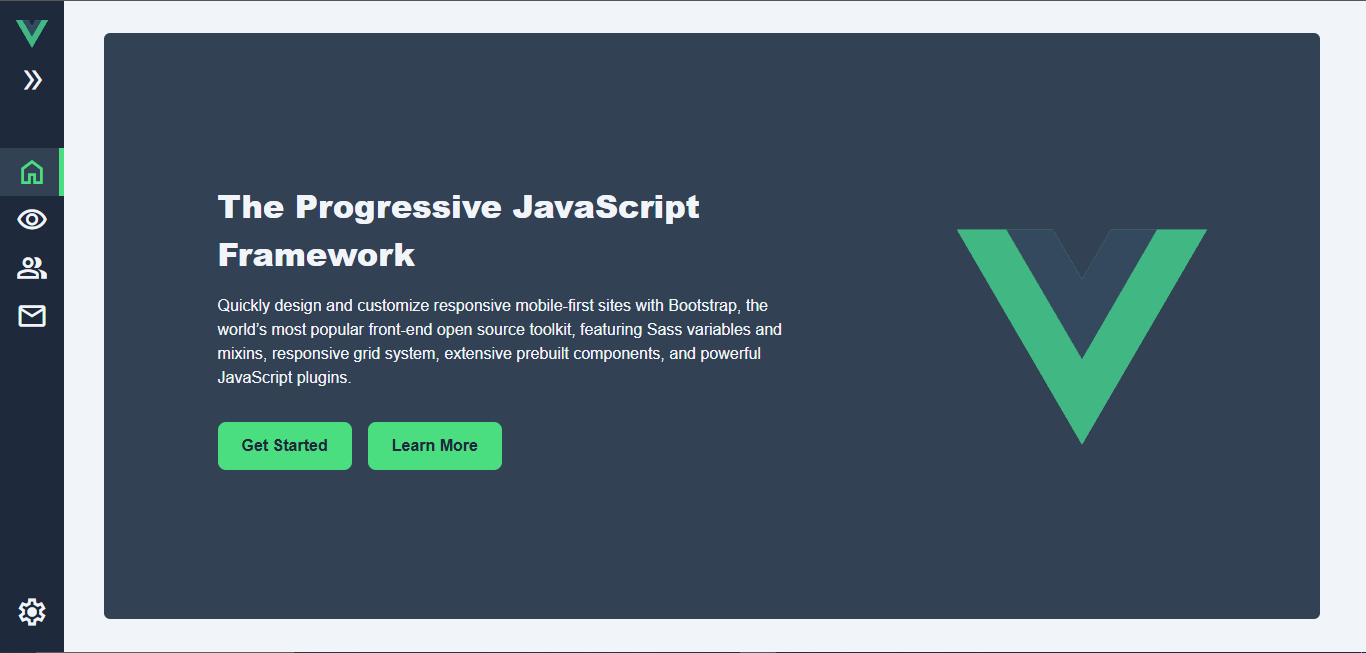 The Progressive JavaScript
Framework
Quickly design and customize responsive mobile-first sites with Bootstrap, the
world’s most popular front-end open source toolkit, featuring Sass variables and
mixins, responsive grid system, extensive prebuilt components, and powerful
JavaScript plugins.
Get Started
Learn More